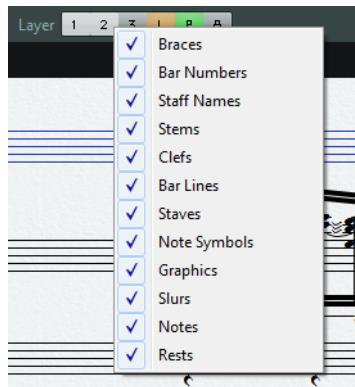 Layer 1 2 3 L P A
Braces
Bar Numbers
Staff Names
Stems
Clefs
Bar Lines
Staves
Note Symbols
Graphics
Slurs
Notes
Rests